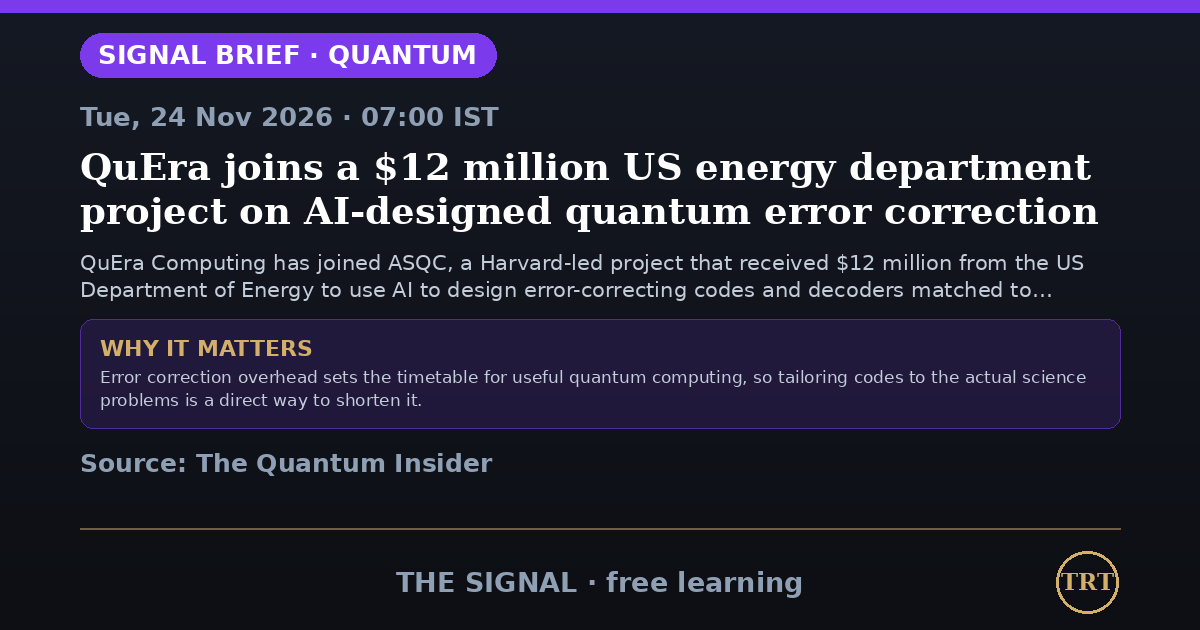 SIGNAL BRIEF · QUANTUM
Tue, 24 Nov 2026 · 07:00 IST
QuEra joins a $12 million US energy department
project on AI-designed quantum error correction
QuEra Computing has joined ASQC, a Harvard-led project that received $12 million from the US
Department of Energy to use AI to design error-correcting codes and decoders matched to…
WHY IT MATTERS
Error correction overhead sets the timetable for useful quantum computing, so tailoring codes to the actual science
problems is a direct way to shorten it.
Source: The Quantum Insider
THE SIGNAL · free learning
TRT